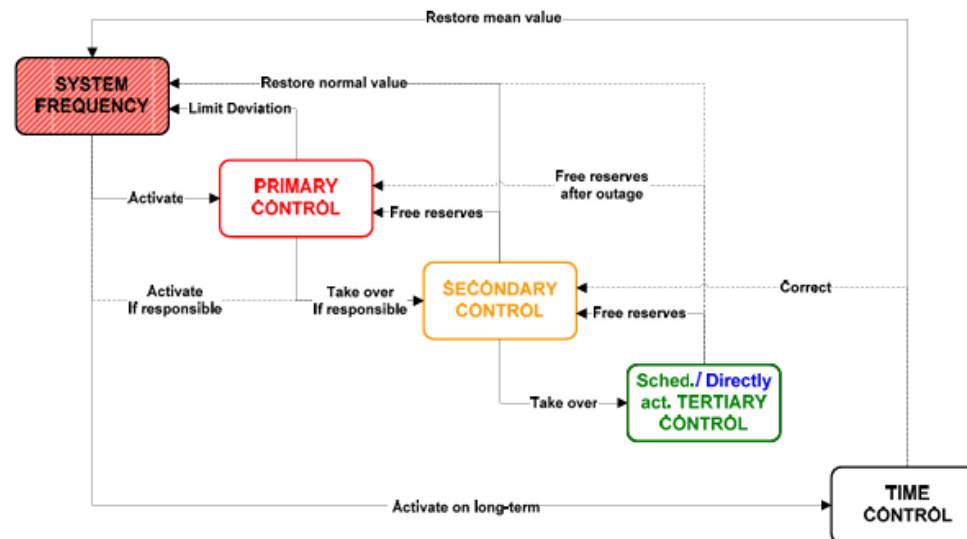 Restore mean value
SYSTEM
FREQUENCY
Restore normal value
Limit Deviation
PRIMARY
CONTROL
Free reserves
after outage
Activate
Free reserves
Activate
If responsible
Take over
If responsible
SECONDARY
CONTROL
Correct
Free reserves
Sched./ Directly
act. TERTIARY
CONTROL
Take over
TIME
CONTROL
Activate on long-term